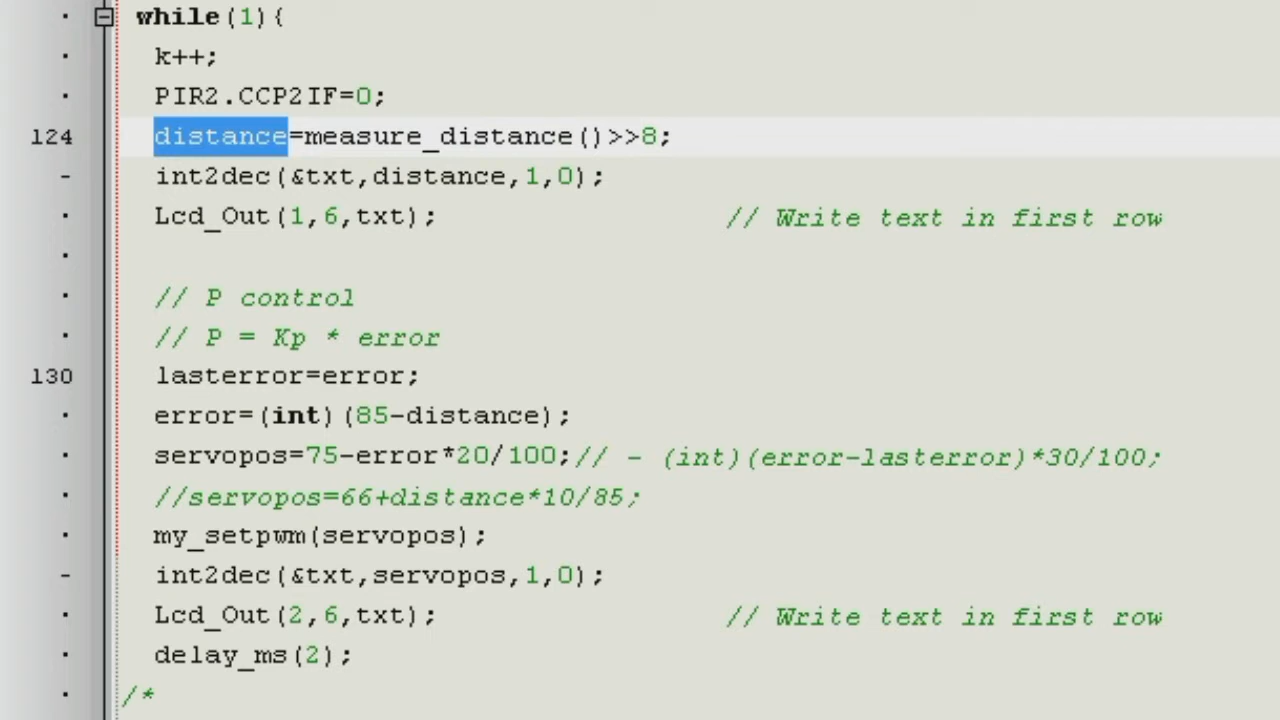 while(1){
k++;
PIR2.CCP2IF=0;
124 distance=measure_distance()>>8;
int2dec(&txt,distance,1,0);
Lcd_Out(1,6,txt); // Write text in first row
// P control
// P = Kp * error
130 lasterror=error;
error=(int)(85-distance);
servopos=75-error*20/100;// - (int)(error-lasterror)*30/100;
//servopos=66+distance*10/85;
my_setpwm(servopos);
int2dec(&txt,servopos,1,0);
Lcd_Out(2,6,txt); // Write text in first row
delay_ms(2);
/*